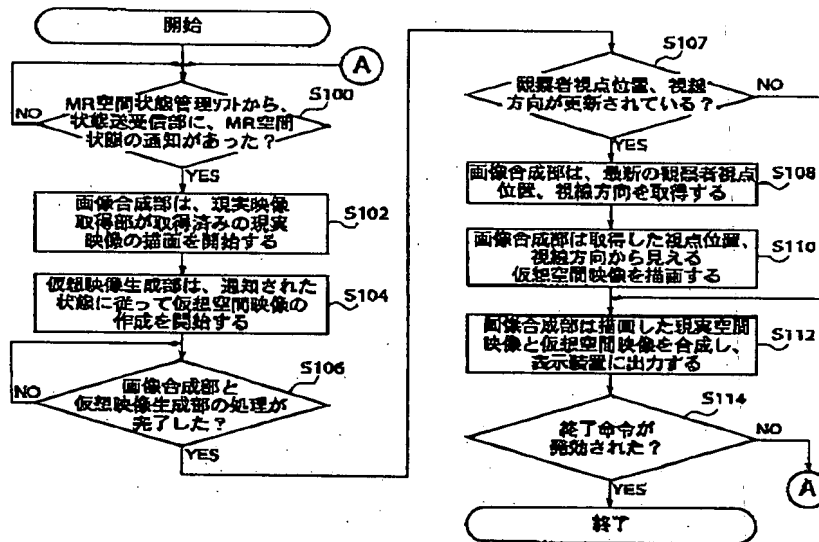 開始
A
S100
MR空間状態管理ソフトから、
状態送受信部に、MR空間
状態の通知があった？
NO
YES
画像合成部は、現実映像
取得部が取得済みの現実
映像の描画を開始する
S102
仮想映像生成部は、通知された
状態に従って仮想空間映像の
作成を開始する
S104
S106
画像合成部と
仮想映像生成部の処理が
完了した？
NO
YES
S107
観察者視点位置、視線
方向が更新されている？
NO
YES
画像合成部は、最新の観察者視点
位置、視線方向を取得する
S108
画像合成部は取得した視点位置、
視線方向から見える
仮想空間映像を描画する
S110
画像合成部は描画した現実空間
映像と仮想空間映像を合成し、
表示装置に出力する
S112
S114
終了命令が
発効された？
NO
YES
A
終了